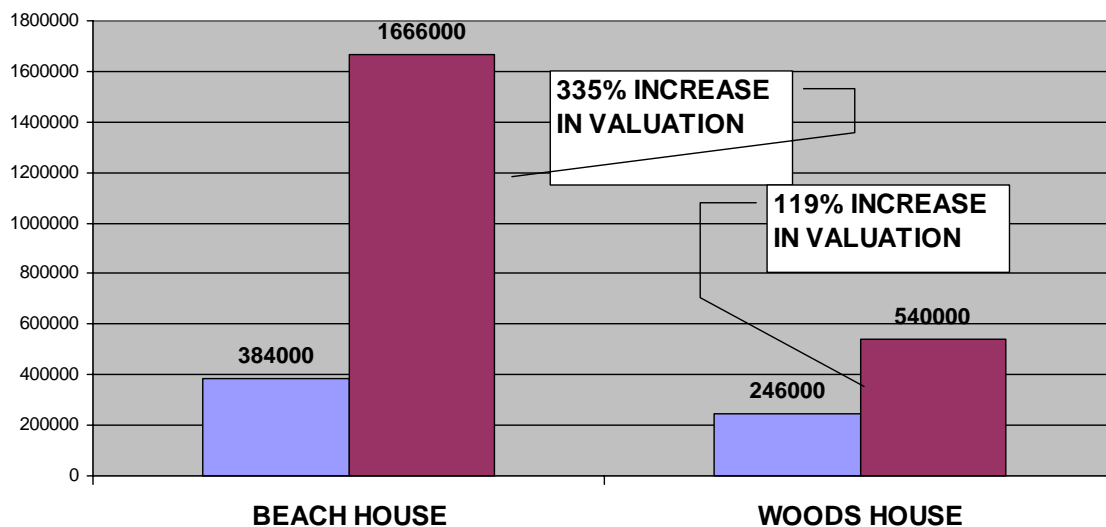 1800000
1600000
1400000
1200000
1000000
800000
600000
400000
200000
0
1666000
335% INCREASE
IN VALUATION
119% INCREASE
IN VALUATION
384000
540000
246000
BEACH HOUSE
WOODS HOUSE